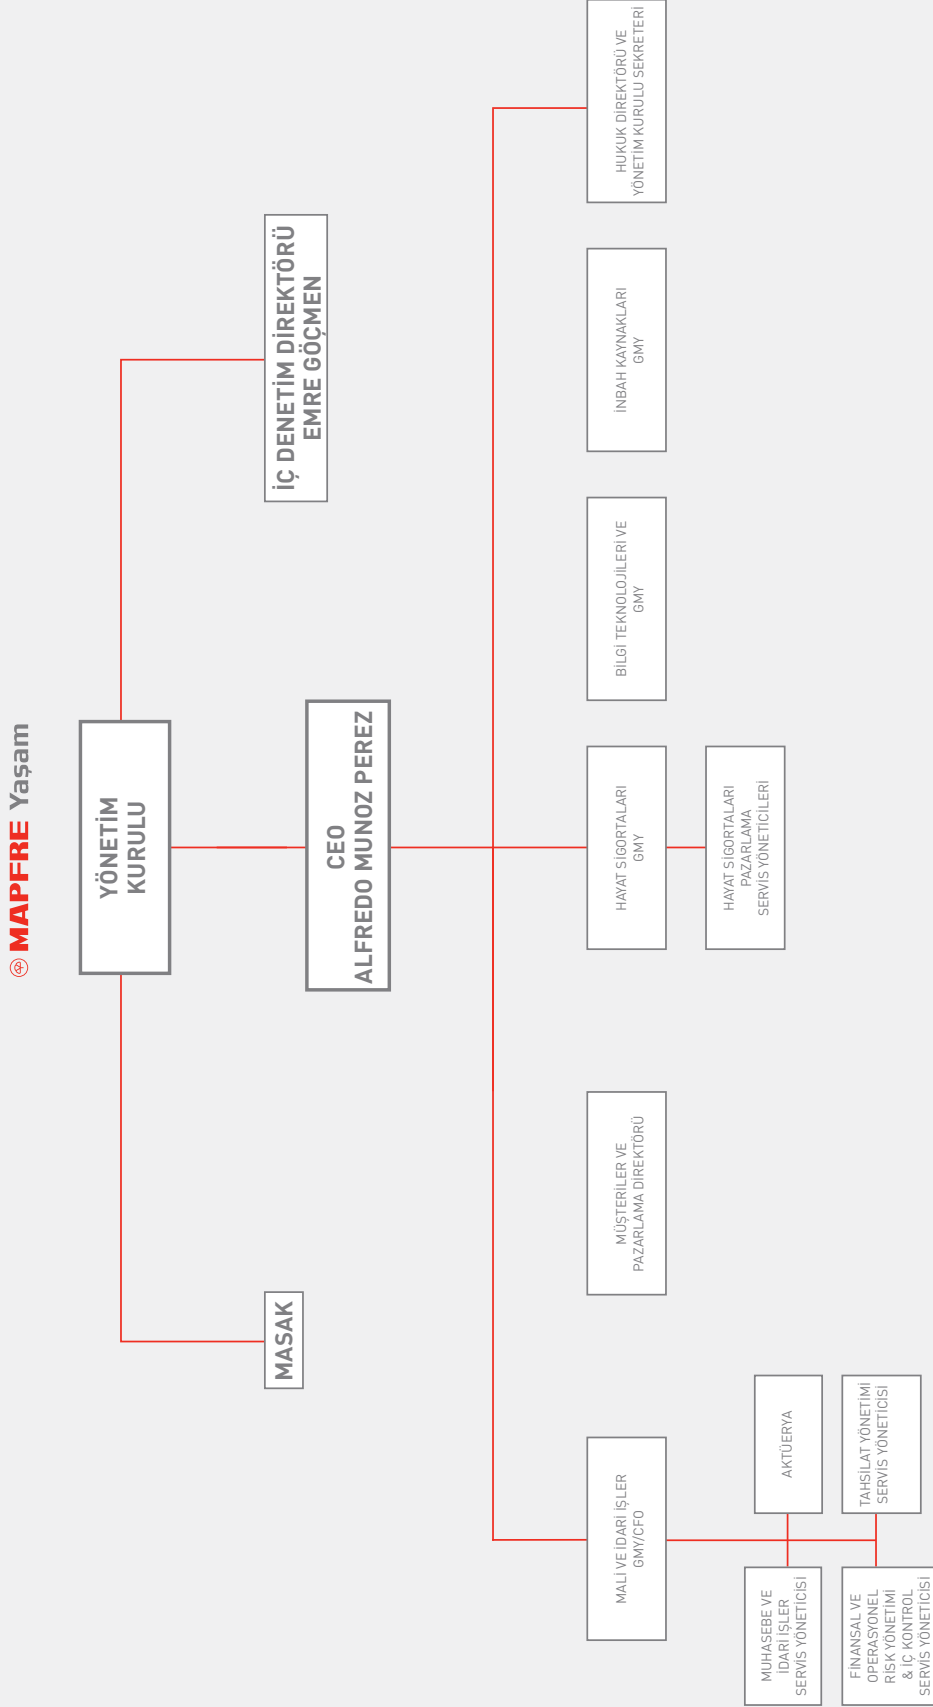 MAPFRE Yaşam
YÖNETİM
KURULU
MASAK
İÇ DENETİM DİREKTÖRÜ
EMRE GÖÇMEN
CEO
ALFREDO MUNOZ PEREZ
MALİ VE İDARİ İŞLER
GMY/CFO
MÜŞTERİLER VE
PAZARLAMA DİREKTÖRÜ
HAYAT SİGORTALARI
GMY
BİLGİ TEKNOLOJİLERİ VE
GMY
İNBAH KAYNAKLARI
GMY
HUKUK DİREKTÖRÜ VE
YÖNETİM KURULU SEKRETERİ
MUHASEBE VE
İDARİ İŞLER
SERVİS YÖNETİCİSİ
AKTÜERYA
HAYAT SİGORTALARI
PAZARLAMA
SERVİS YÖNETİCİLERİ
FİNANSAL VE
OPERASYONEL
RİSK YÖNETİMİ
& İÇ KONTROL
SERVİS YÖNETİCİSİ
TAHSİLAT YÖNETİMİ
SERVİS YÖNETİCİSİ